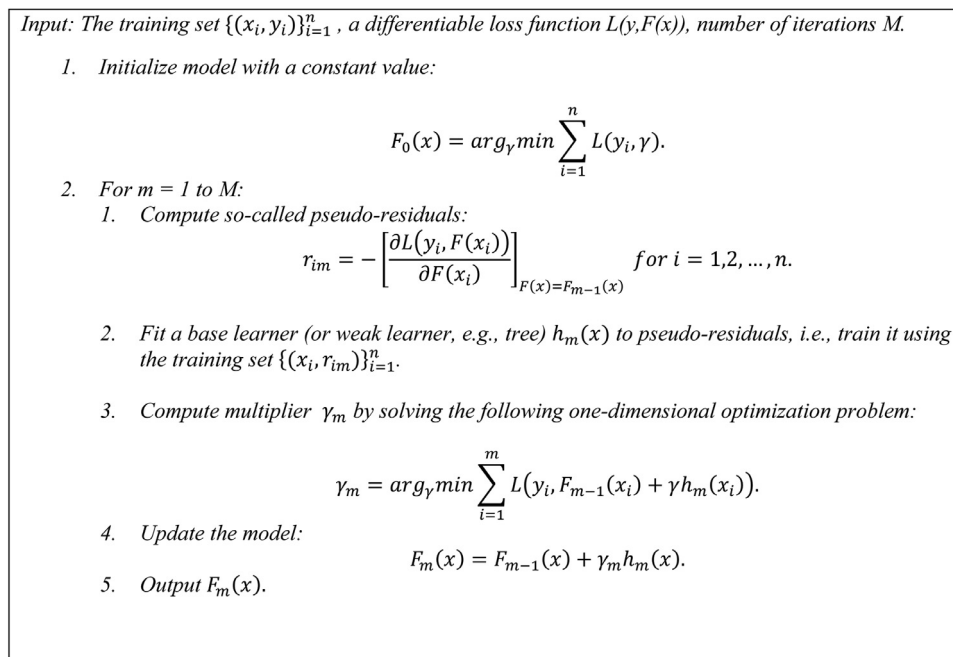 Input: The training set {(xᵢ, yᵢ)}ⁿᵢ₌₁ , a differentiable loss function L(y,F(x)), number of iterations M.
1. Initialize model with a constant value:
F₀(x) = arg_γ min ∑ⁿᵢ₌₁ L(yᵢ, γ).
2. For m = 1 to M:
1. Compute so-called pseudo-residuals:
rᵢₘ = − [∂L(yᵢ, F(xᵢ)) / ∂F(xᵢ)]_F(x)=Fₘ₋₁(x) for i = 1,2, …, n.
2. Fit a base learner (or weak learner, e.g., tree) hₘ(x) to pseudo-residuals, i.e., train it using
the training set {(xᵢ, rᵢₘ)}ⁿᵢ₌₁.
3. Compute multiplier γₘ by solving the following one-dimensional optimization problem:
γₘ = arg_γ min ∑ᵐᵢ₌₁ L(yᵢ, Fₘ₋₁(xᵢ) + γhₘ(xᵢ)).
4. Update the model:
Fₘ(x) = Fₘ₋₁(x) + γₘhₘ(x).
5. Output Fₘ(x).